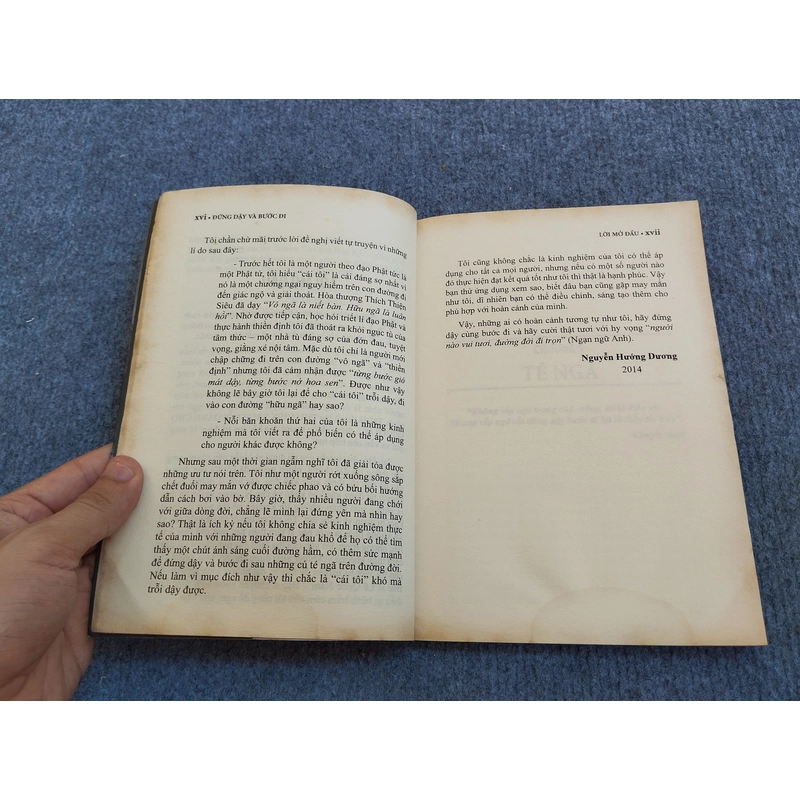 xvi • ĐỨNG DẬY VÀ BƯỚC ĐI
Tôi chần chừ mãi trước lời đề nghị viết tự truyện vì những
lí do sau đây:
- Trước hết tôi là một người theo đạo Phật tức là
một Phật tử, tôi hiểu “cái tôi” là cái đáng sợ nhất vì
nó là một chướng ngại nguy hiểm trên con đường đi
đến giác ngộ và giải thoát. Hòa thượng Thích Thiện
Siêu đã dạy “Vô ngã là niết bàn. Hữu ngã là luân
hồi”. Nhờ được tiếp cận, học hỏi triết lí đạo Phật và
thực hành thiền định tôi đã thoát ra khỏi ngục tù của
tâm thức – một nhà tù đáng sợ của đớn đau, tuyệt
vọng, giằng xé nội tâm. Mặc dù tôi chỉ là người mới
chập chững đi trên con đường “vô ngã” và “thiền
định” nhưng tôi đã cảm nhận được “từng bước gió
mát dậy, từng bước nở hoa sen”. Được như vậy
không lẽ bây giờ tôi lại để cho “cái tôi” trỗi dậy, đi
vào con đường “hữu ngã” hay sao?
- Nỗi băn khoăn thứ hai của tôi là những kinh
nghiệm mà tôi viết ra để phổ biến có thể áp dụng
cho người khác được không?
Nhưng sau một thời gian ngẫm nghĩ tôi đã giải tỏa được
những ưu tư nói trên. Tôi như một người rớt xuống sông sắp
chết đuối may mắn vớ được chiếc phao và có bửu bối hướng
dẫn cách bơi vào bờ. Bây giờ, thấy nhiều người đang chới
với giữa dòng đời, chẳng lẽ mình lại đứng yên mà nhìn hay
sao? Thật là ích kỷ nếu tôi không chia sẻ kinh nghiệm thực
tế của mình với những người đang đau khổ để họ có thể tìm
thấy một chút ánh sáng cuối đường hầm, có thêm sức mạnh
để đứng dậy và bước đi sau những cú té ngã trên đường đời.
Nếu làm vì mục đích như vậy thì chắc là “cái tôi” khó mà
trỗi dậy được.
LỜI MỞ ĐẦU • xvii
Tôi cũng không chắc là kinh nghiệm của tôi có thể áp
dụng cho tất cả mọi người, nhưng nếu có một số người nào
đó thực hiện đạt kết quả tốt như tôi thì thật là hạnh phúc. Vậy
bạn thử ứng dụng xem sao, biết đâu bạn cũng gặp may mắn
như tôi, dĩ nhiên bạn có thể điều chỉnh, sáng tạo thêm cho
phù hợp với hoàn cảnh của mình.
Vậy, những ai có hoàn cảnh tương tự như tôi, hãy đứng
dậy cùng bước đi và hãy cười thật tươi với hy vọng “người
nào vui tươi, đường đời đi trọn” (Ngạn ngữ Anh).
Nguyễn Hướng Dương
2014
TÉ NGÃ